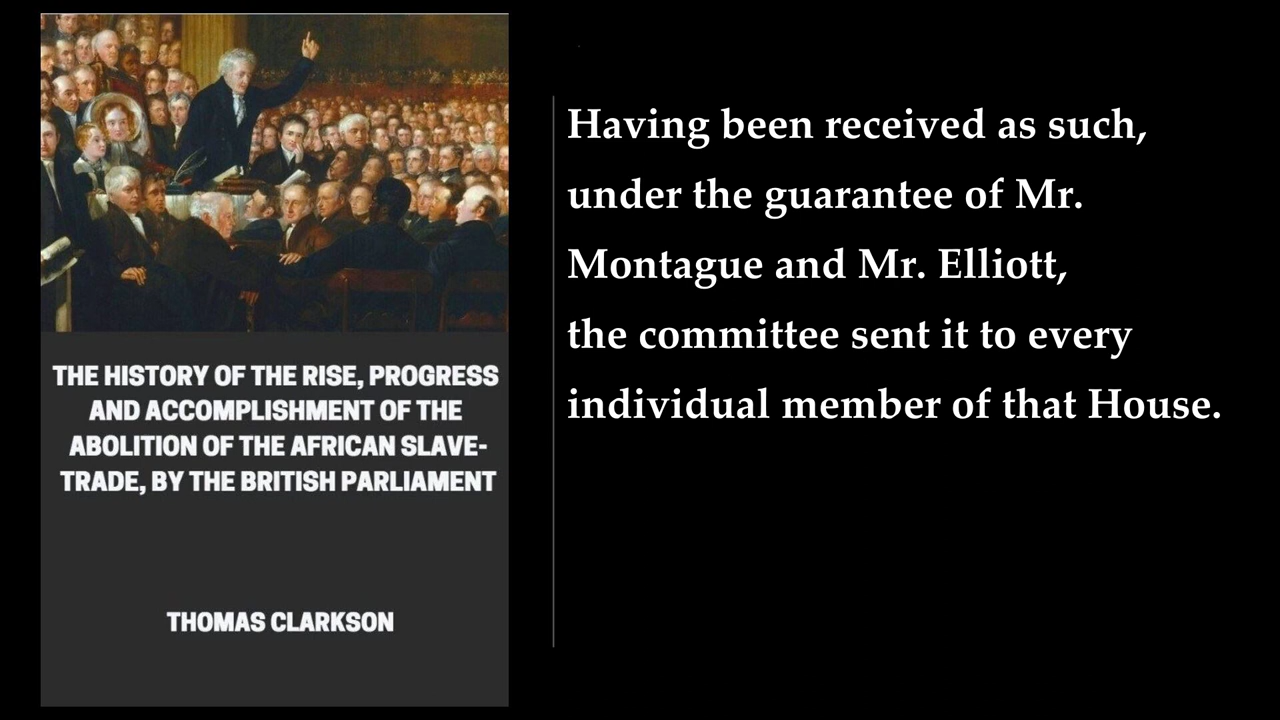 THE HISTORY OF THE RISE, PROGRESS
AND ACCOMPLISHMENT OF THE
ABOLITION OF THE AFRICAN SLAVE-
TRADE, BY THE BRITISH PARLIAMENT
THOMAS CLARKSON
Having been received as such,
under the guarantee of Mr.
Montague and Mr. Elliott,
the committee sent it to every
individual member of that House.